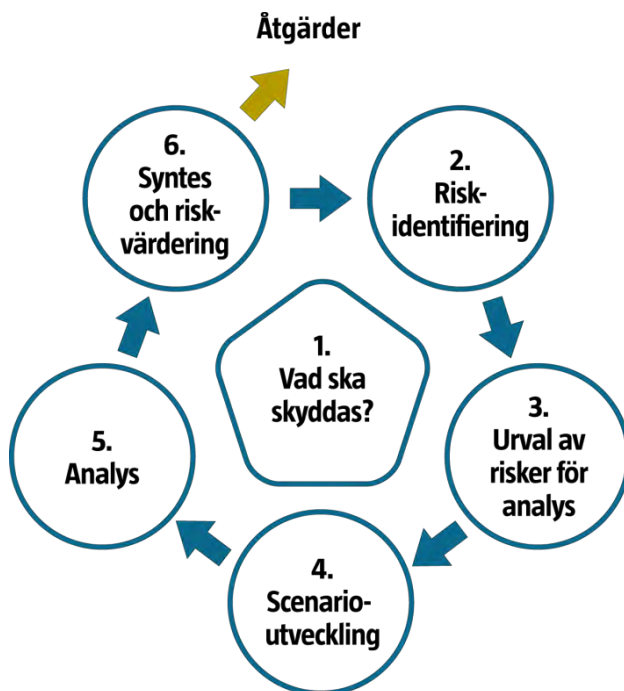 Åtgärder
1.
Vad ska
skyddas?
2.
Risk-
identifiering
3.
Urval av
risker för
analys
4.
Scenario-
utveckling
5.
Analys
6.
Syntes
och risk-
värdering